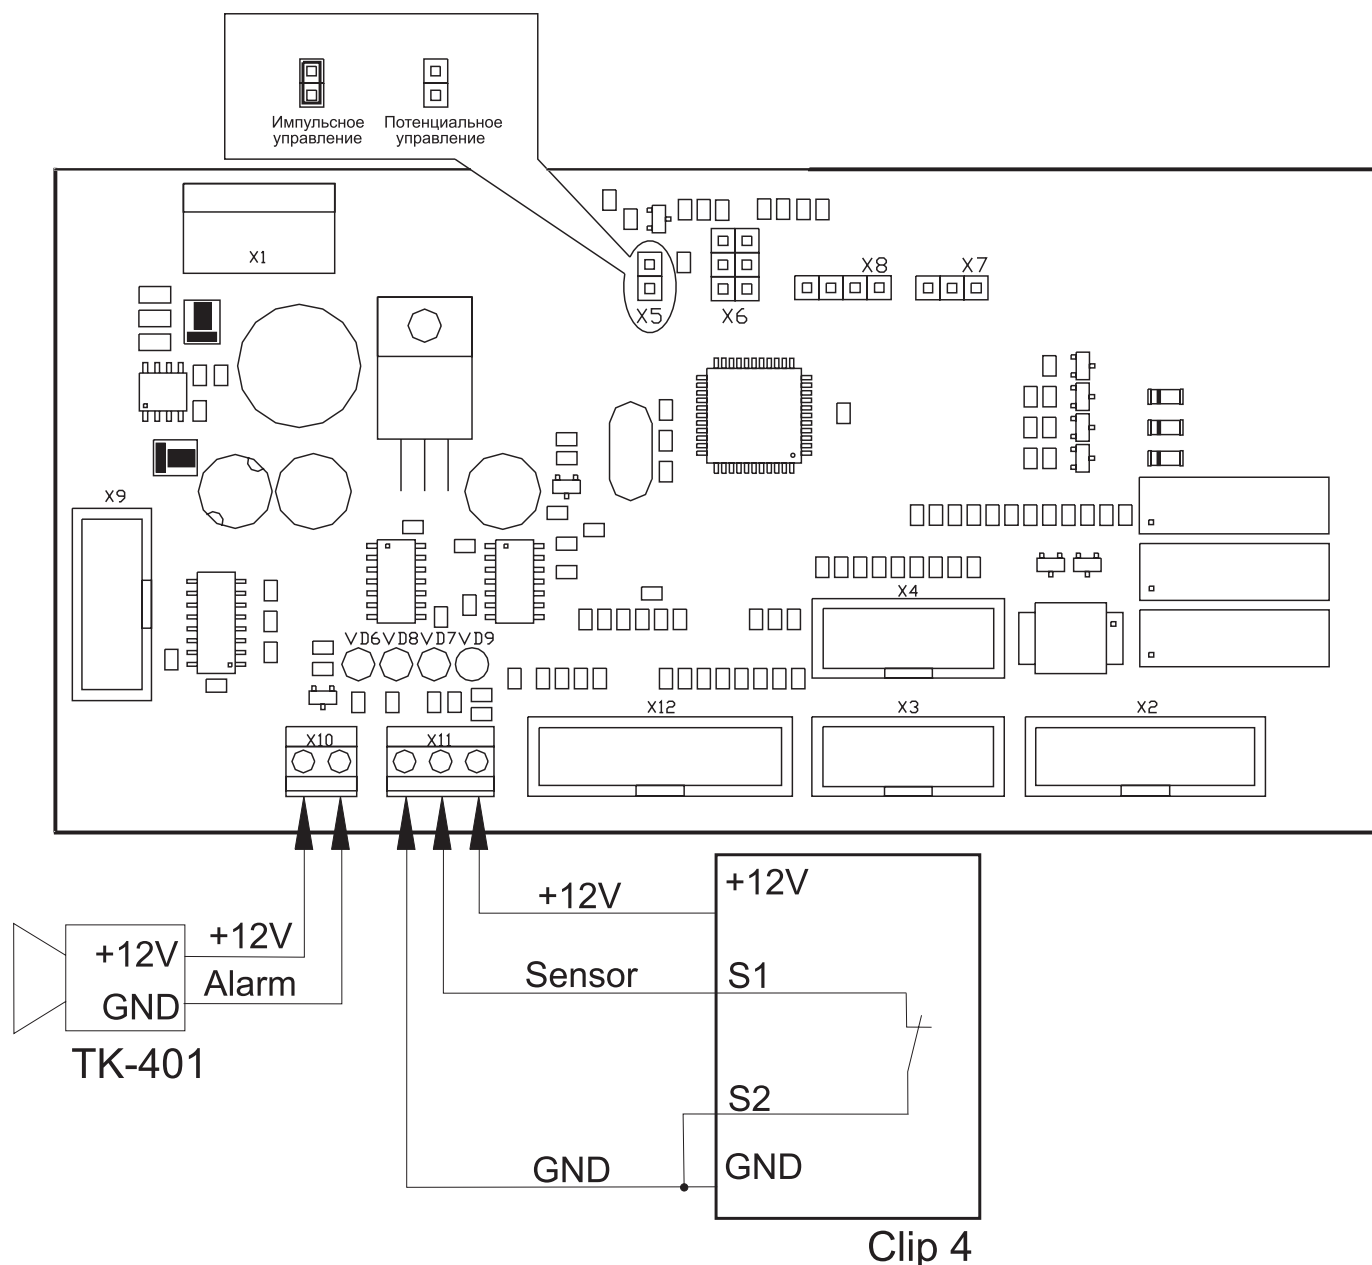 Импульсное
управление
Потенциальное
управление
X1
X5
X6
X8
X7
X9
VD6
VD8
VD7
VD9
X4
X10
X11
X12
X3
X2
+12V
+12V
Alarm
GND
TK-401
+12V
+12V
Sensor
S1
S2
GND
GND
Clip 4